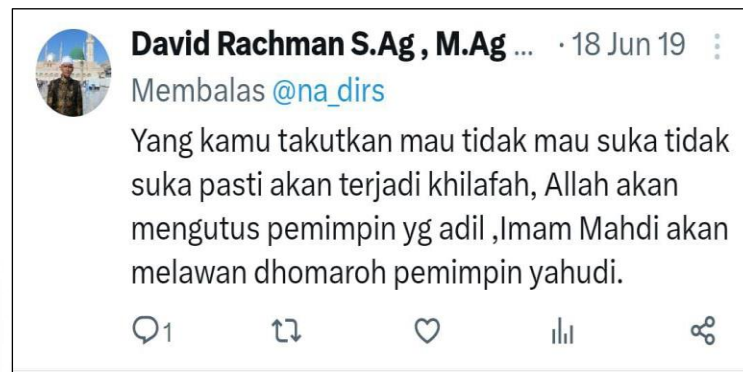 David Rachman S.Ag , M.Ag ... · 18 Jun 19
Membalas @na_dirs
Yang kamu takutkan mau tidak mau suka tidak
suka pasti akan terjadi khilafah, Allah akan
mengutus pemimpin yg adil ,Imam Mahdi akan
melawan dhomaroh pemimpin yahudi.
1